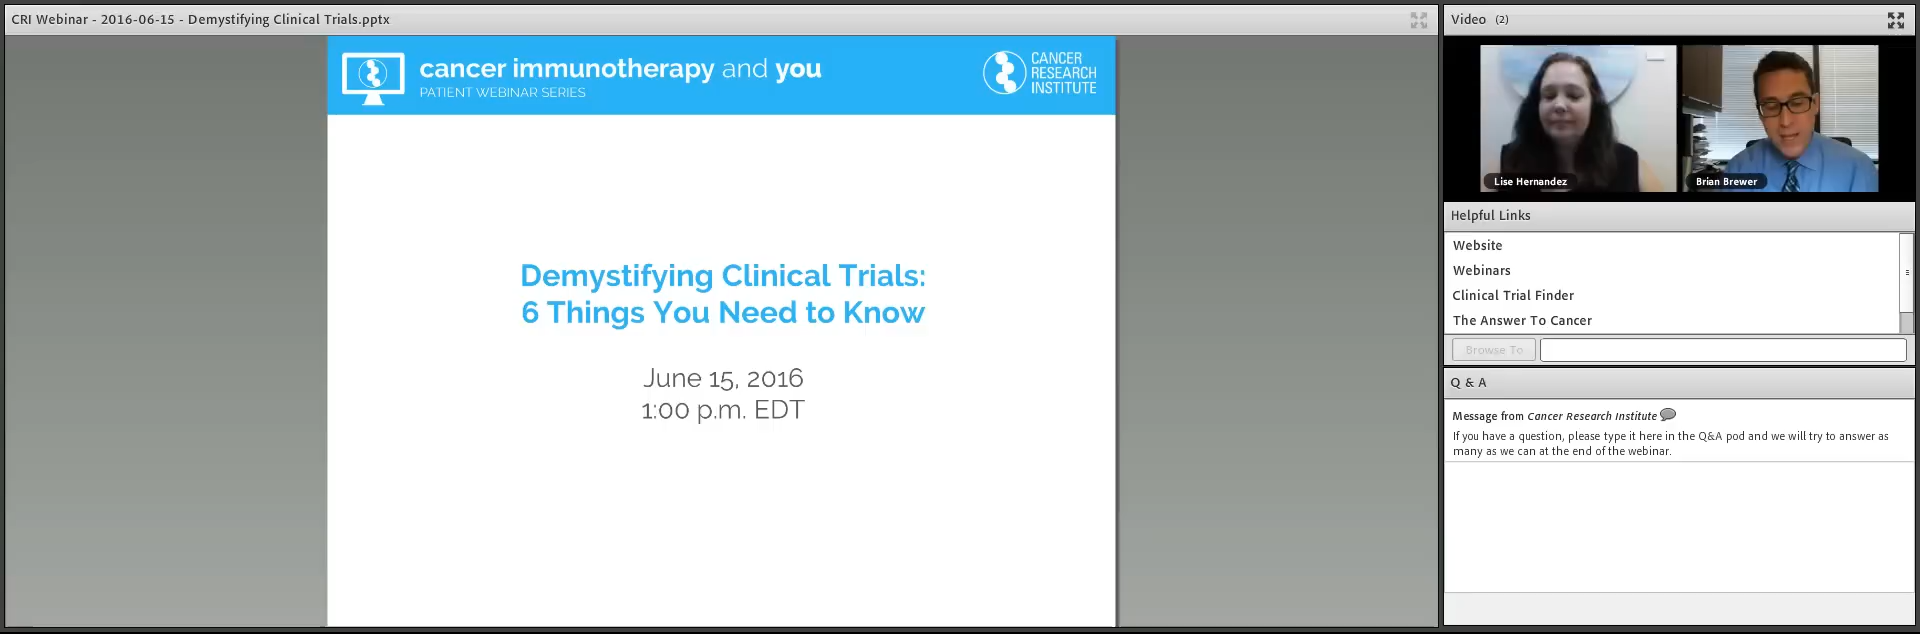 CRI Webinar - 2016-06-15 - Demystifying Clinical Trials.pptx
cancer immunotherapy and you
PATIENT WEBINAR SERIES
CANCER
RESEARCH
INSTITUTE
Demystifying Clinical Trials:
6 Things You Need to Know
June 15, 2016
1:00 p.m. EDT
Video (2)
Lise Hernandez
Brian Brewer
Helpful Links
Website
Webinars
Clinical Trial Finder
The Answer To Cancer
Browse To
Q & A
Message from Cancer Research Institute
If you have a question, please type it here in the Q&A pod and we will try to answer as
many as we can at the end of the webinar.